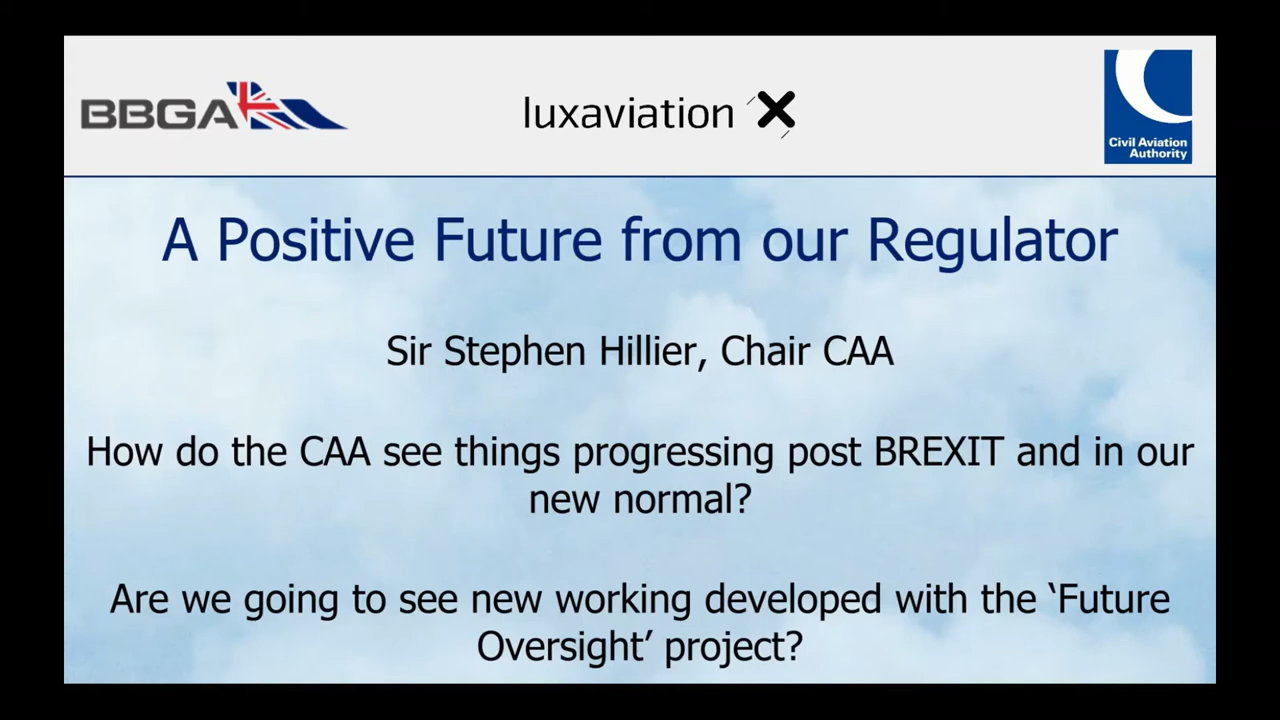 BBGA
luxaviation
Civil Aviation
Authority
A Positive Future from our Regulator
Sir Stephen Hillier, Chair CAA
How do the CAA see things progressing post BREXIT and in our
new normal?
Are we going to see new working developed with the ‘Future
Oversight’ project?